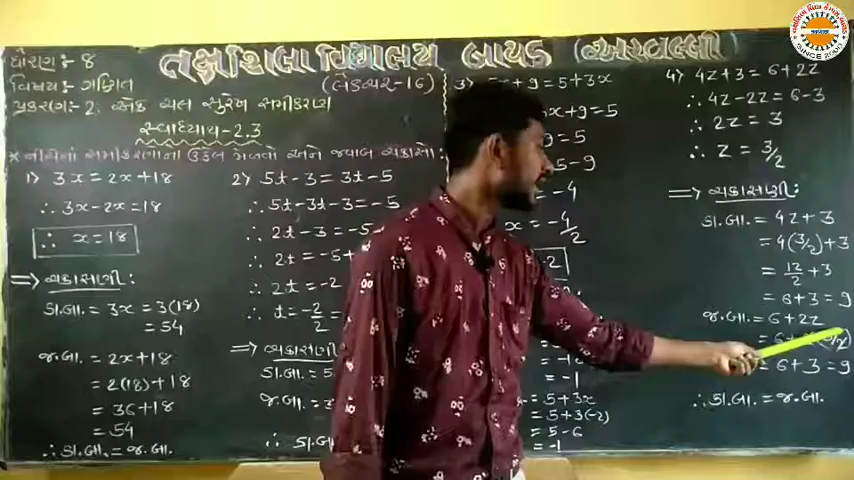 ધોરણ:- 8
તક્ષશિલા વિદ્યાલય બાયડ (અરવલ્લી)
વિષય:- ગણિત
(લેક્ચર-16)
પ્રકરણ:- 2. એક ચલ સુરેખ સમીકરણ
સ્વાધ્યાય-2.3
* નીચેનાં સમીકરણોના ઉકેલ મેળવો અને જવાબ ચકાસો.
1) 3x = 2x + 18
∴ 3x - 2x = 18
∴ x = 18
⇒ ચકાસણી:-
ડા.બા. = 3x = 3(18)
= 54
જ.બા. = 2x + 18
= 2(18) + 18
= 36 + 18
= 54
∴ ડા.બા. = જ.બા.
2) 5t - 3 = 3t - 5
∴ 5t - 3t - 3 = -5
∴ 2t - 3 = -5
∴ 2t = -5
∴ 2t = -2
∴ t = -2/2
⇒ ચકાસણી
ડા.બા. =
જ.બા. =
∴ ડા.બા.
3) 5x + 9 = 5 + 3x
x + 9 = 5
9 = 5
5 - 9
-4
x = -4/2
= -1
= 5 + 3x
= 5 + 3(-2)
= 5 - 6
= -1
4) 4z + 3 = 6 + 2z
∴ 4z - 2z = 6 - 3
∴ 2z = 3
∴ z = 3/2
⇒ ચકાસણી:-
ડા.બા. = 4z + 3
= 4(3/2) + 3
= 12/2 + 3
= 6 + 3 = 9
જ.બા. = 6 + 2z
= 6 + 3 = 9
∴ ડા.બા. = જ.બા.
SINCE 2004